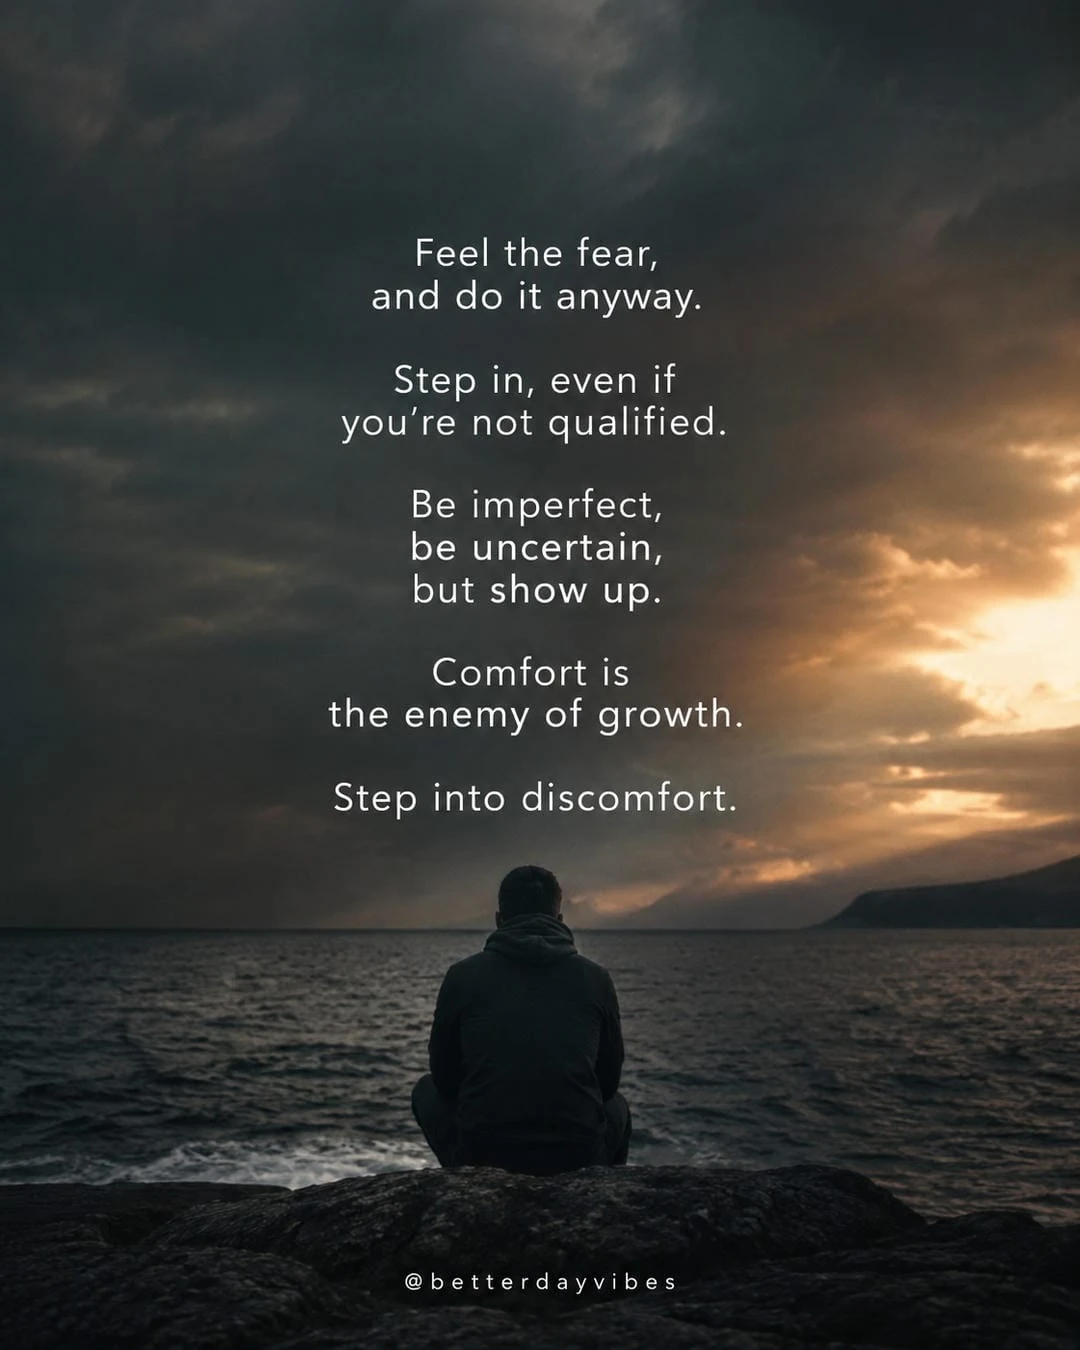 Feel the fear,
and do it anyway.
Step in, even if
you’re not qualified.
Be imperfect,
be uncertain,
but show up.
Comfort is
the enemy of growth.
Step into discomfort.
@betterdayvibes